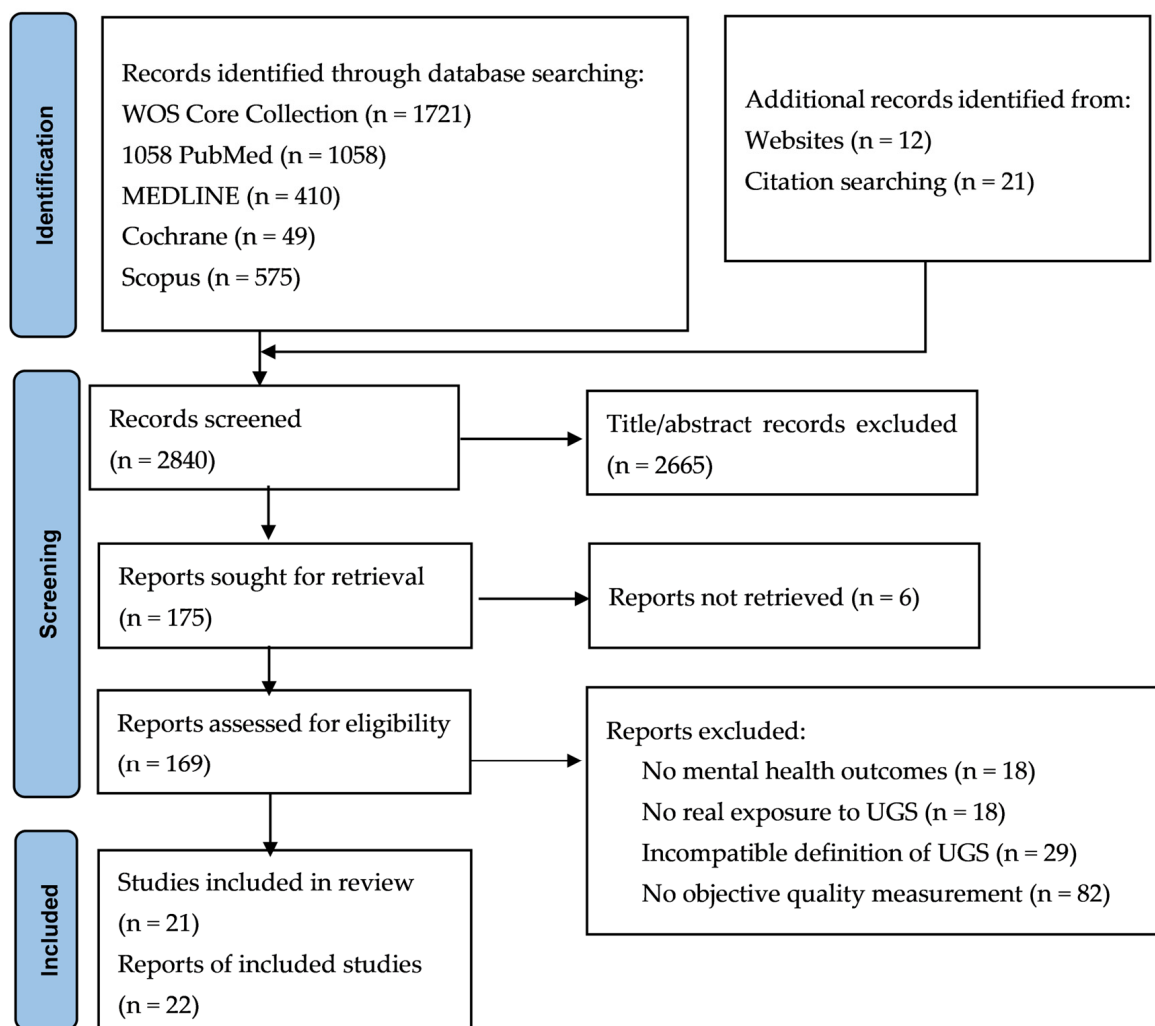 Identification
Records identified through database searching:
WOS Core Collection (n = 1721)
1058 PubMed (n = 1058)
MEDLINE (n = 410)
Cochrane (n = 49)
Scopus (n = 575)
Additional records identified from:
Websites (n = 12)
Citation searching (n = 21)
Screening
Records screened
(n = 2840)
Title/abstract records excluded
(n = 2665)
Reports sought for retrieval
(n = 175)
Reports not retrieved (n = 6)
Reports assessed for eligibility
(n = 169)
Reports excluded:
No mental health outcomes (n = 18)
No real exposure to UGS (n = 18)
Incompatible definition of UGS (n = 29)
No objective quality measurement (n = 82)
Included
Studies included in review
(n = 21)
Reports of included studies
(n = 22)